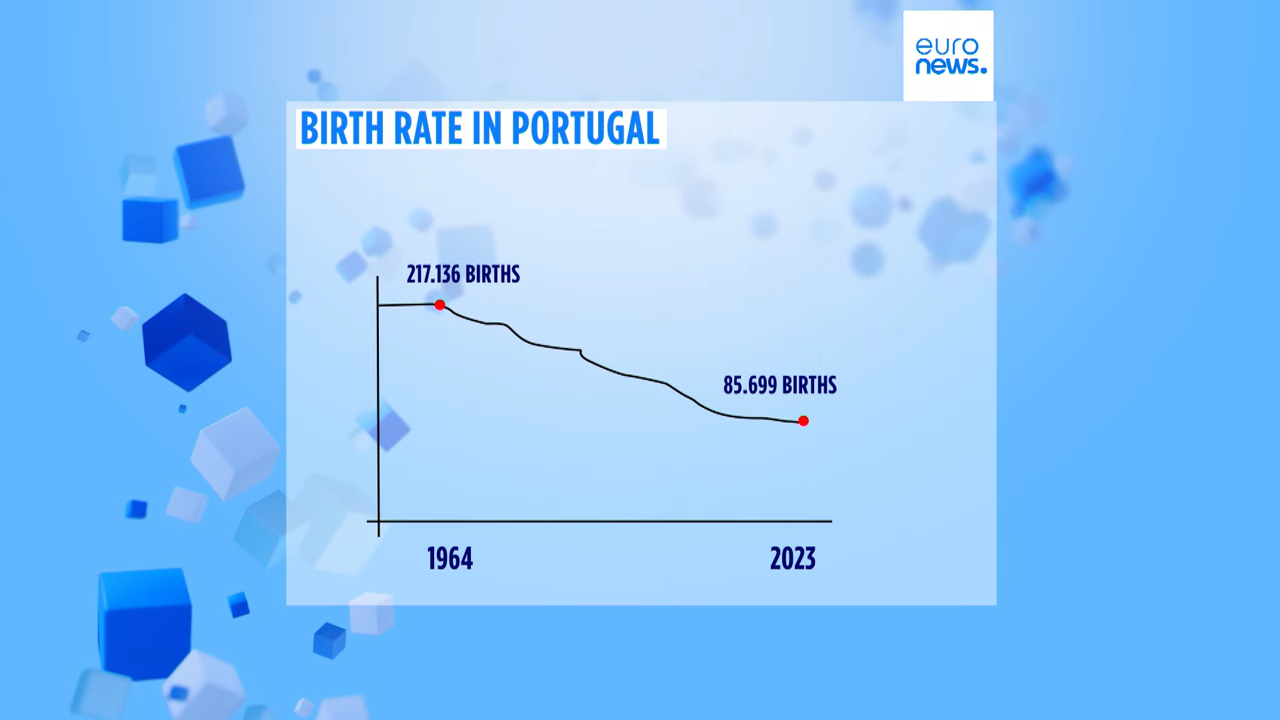 euro
news.
BIRTH RATE IN PORTUGAL
217.136 BIRTHS
85.699 BIRTHS
1964
2023